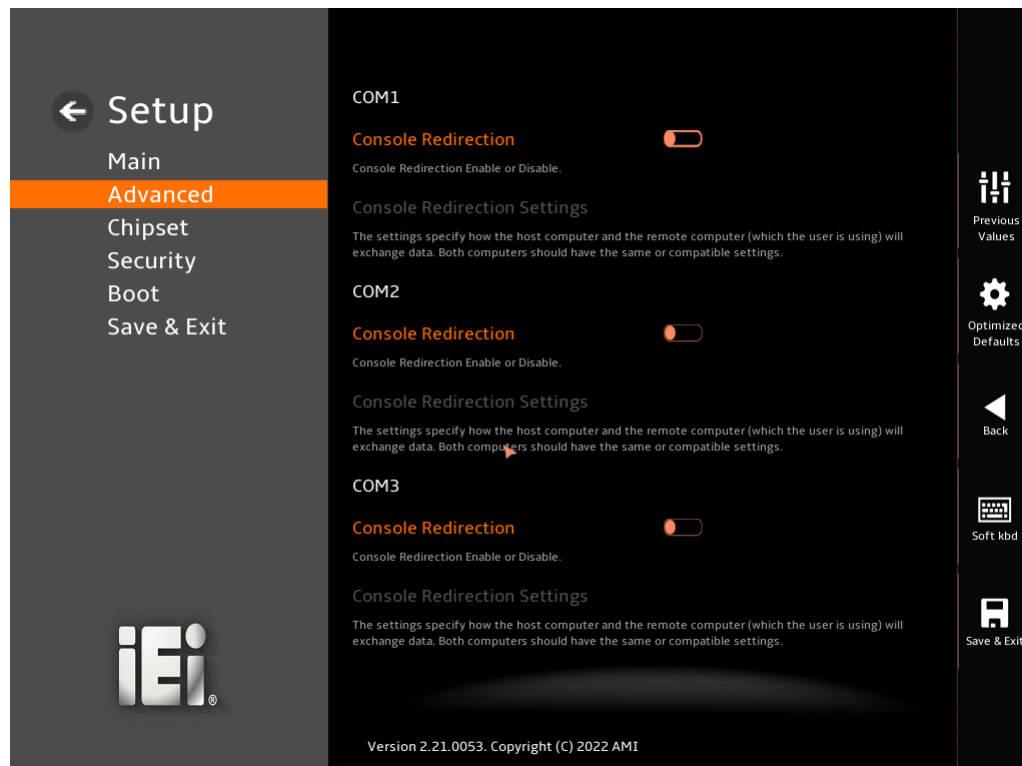 Setup
Main
Advanced
Chipset
Security
Boot
Save & Exit
iEi®
COM1
Console Redirection
Console Redirection Enable or Disable.
Console Redirection Settings
The settings specify how the host computer and the remote computer (which the user is using) will
exchange data. Both computers should have the same or compatible settings.
COM2
Console Redirection
Console Redirection Enable or Disable.
Console Redirection Settings
The settings specify how the host computer and the remote computer (which the user is using) will
exchange data. Both computers should have the same or compatible settings.
COM3
Console Redirection
Console Redirection Enable or Disable.
Console Redirection Settings
The settings specify how the host computer and the remote computer (which the user is using) will
exchange data. Both computers should have the same or compatible settings.
Version 2.21.0053. Copyright (C) 2022 AMI
Previous
Values
Optimized
Defaults
Back
Soft kbd
Save & Exit